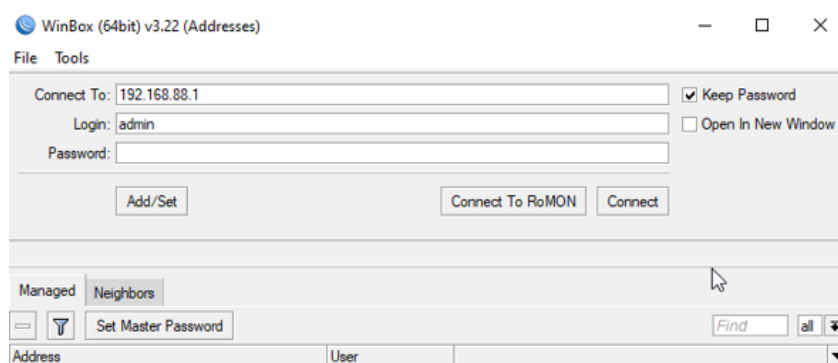 WinBox (64bit) v3.22 (Addresses)
File Tools
Connect To: 192.168.88.1 Keep Password
Login: admin Open In New Window
Password:
Add/Set Connect To RoMON Connect
Managed Neighbors
Set Master Password Find all
Address User